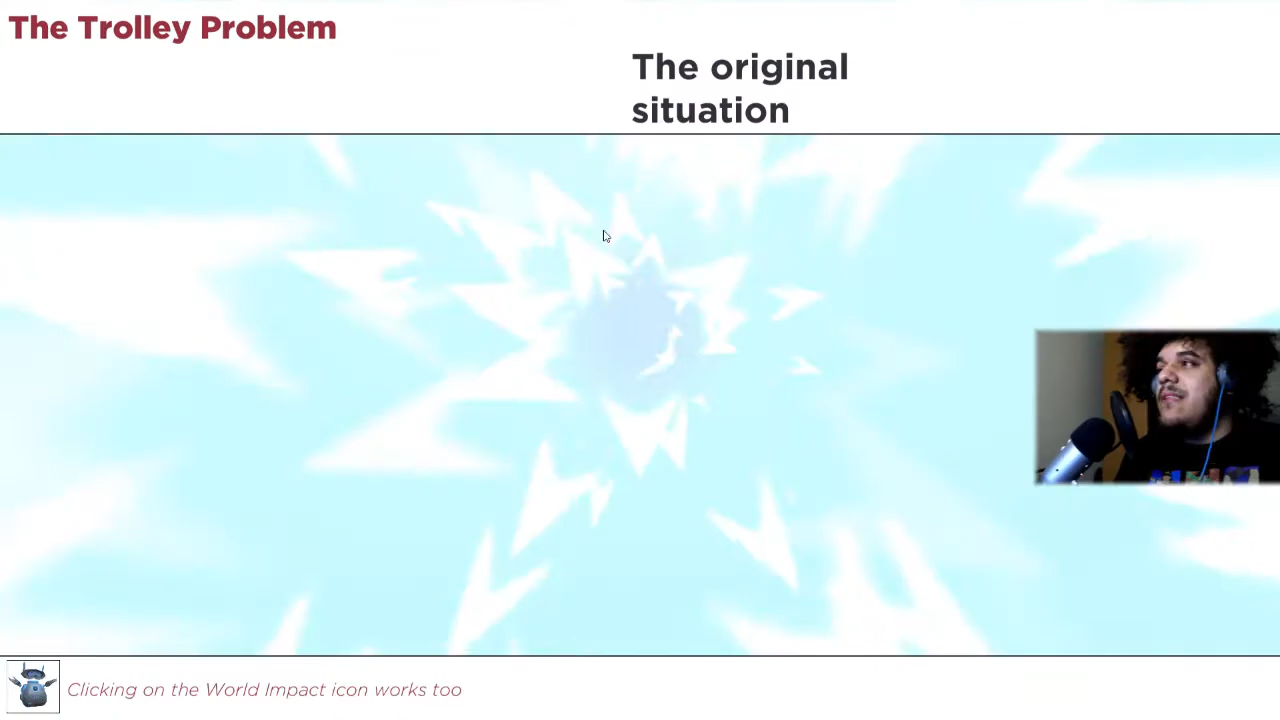 The Trolley Problem
The original
situation
Clicking on the World Impact icon works too